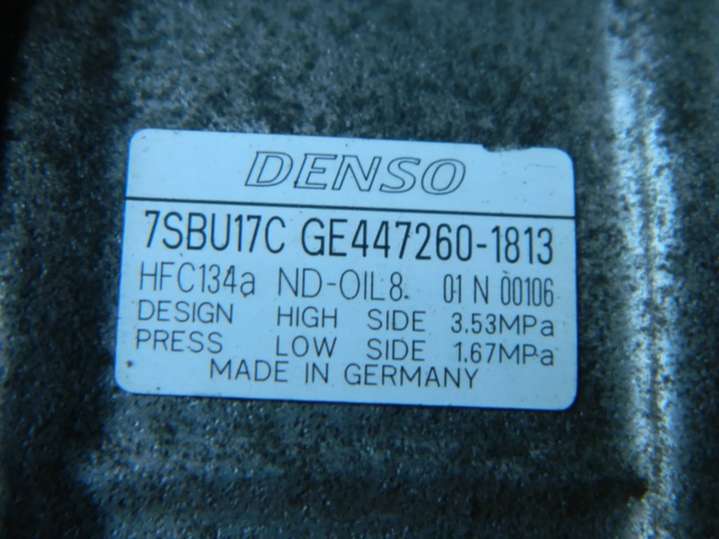 DENSO
7SBU17C GE447260-1813
HFC134a ND-OIL8. 01 N 00106
DESIGN HIGH SIDE 3.53MPa
PRESS LOW SIDE 1.67MPa
MADE IN GERMANY